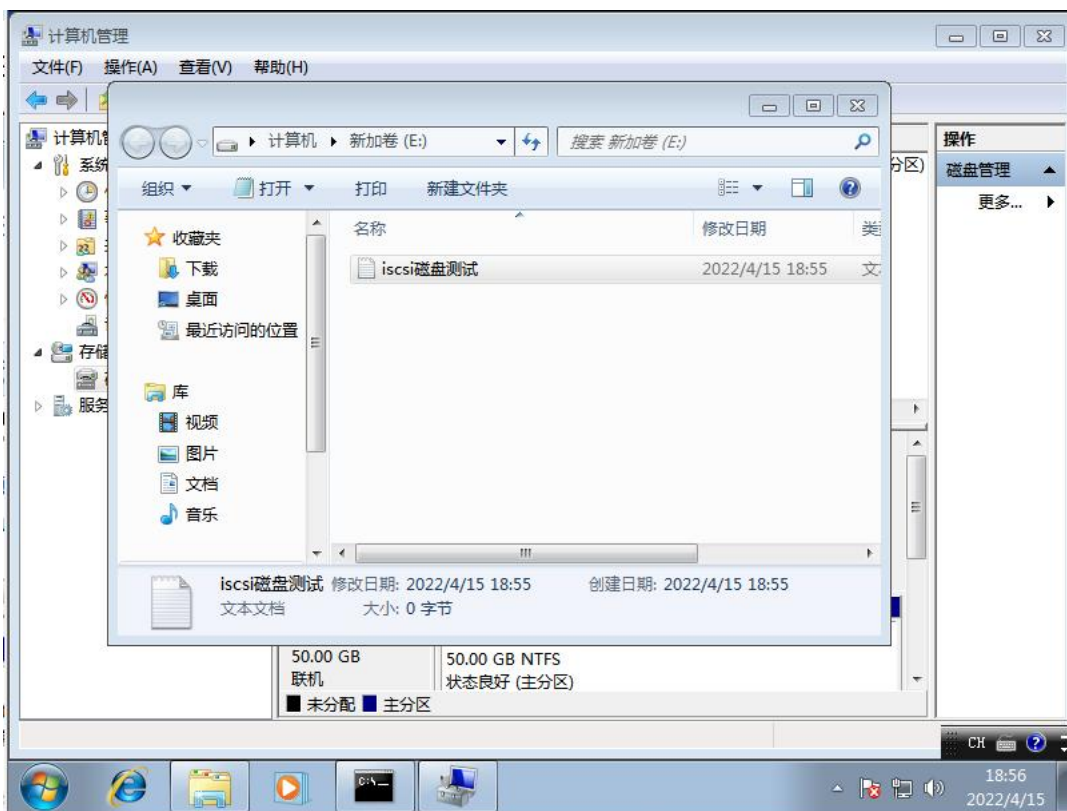 计算机管理
文件(F) 操作(A) 查看(V) 帮助(H)
计算机 新加卷 (E:) 搜索 新加卷 (E:)
组织 打开 打印 新建文件夹
收藏夹
下载
桌面
最近访问的位置
库
视频
图片
文档
音乐
名称 修改日期 类
iscsi磁盘测试 2022/4/15 18:55 文
iscsi磁盘测试 修改日期: 2022/4/15 18:55 创建日期: 2022/4/15 18:55
文本文档 大小: 0 字节
计算机
系统
存储
服务
分区)
操作
磁盘管理
更多...
50.00 GB
联机
50.00 GB NTFS
状态良好 (主分区)
未分配 主分区
CH
C:\_
18:56
2022/4/15